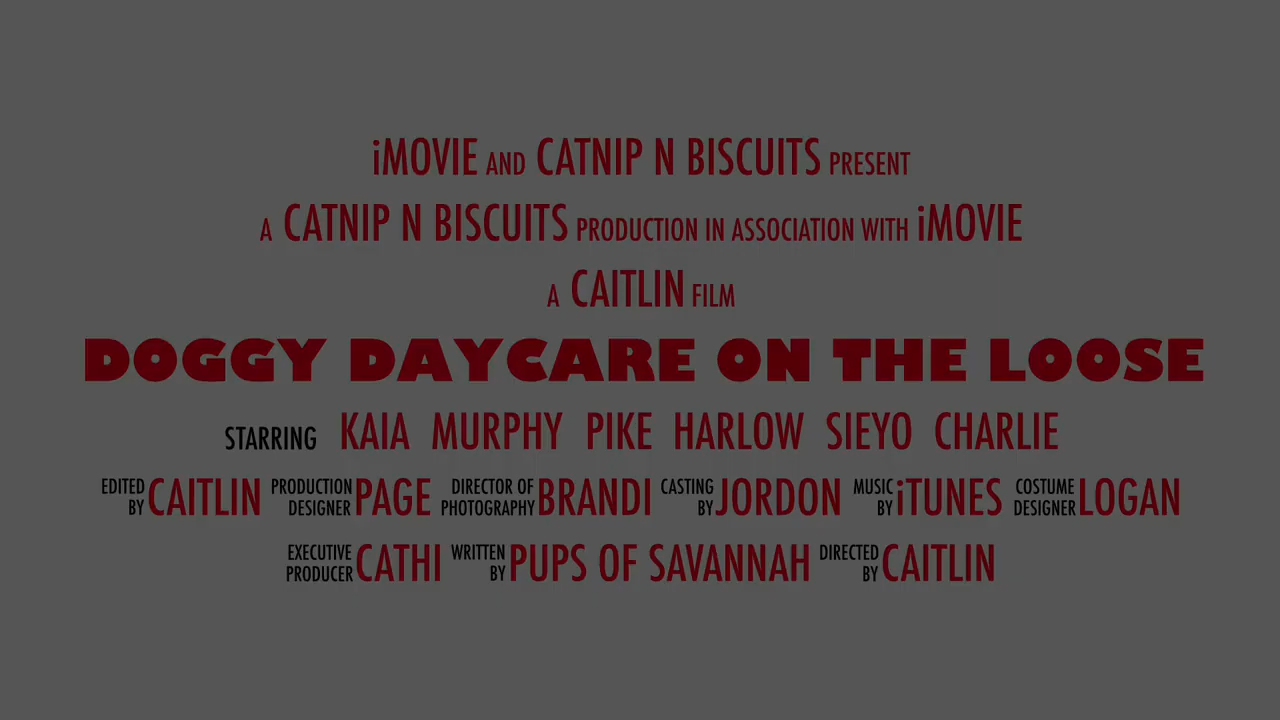 iMOVIE AND CATNIP N BISCUITS PRESENT
A CATNIP N BISCUITS PRODUCTION IN ASSOCIATION WITH iMOVIE
A CAITLIN FILM
DOGGY DAYCARE ON THE LOOSE
STARRING KAIA MURPHY PIKE HARLOW SIEYO CHARLIE
EDITED BY CAITLIN PRODUCTION DESIGNER PAGE DIRECTOR OF PHOTOGRAPHY BRANDI CASTING BY JORDON MUSIC BY iTUNES COSTUME DESIGNER LOGAN
EXECUTIVE PRODUCER CATHI WRITTEN BY PUPS OF SAVANNAH DIRECTED BY CAITLIN